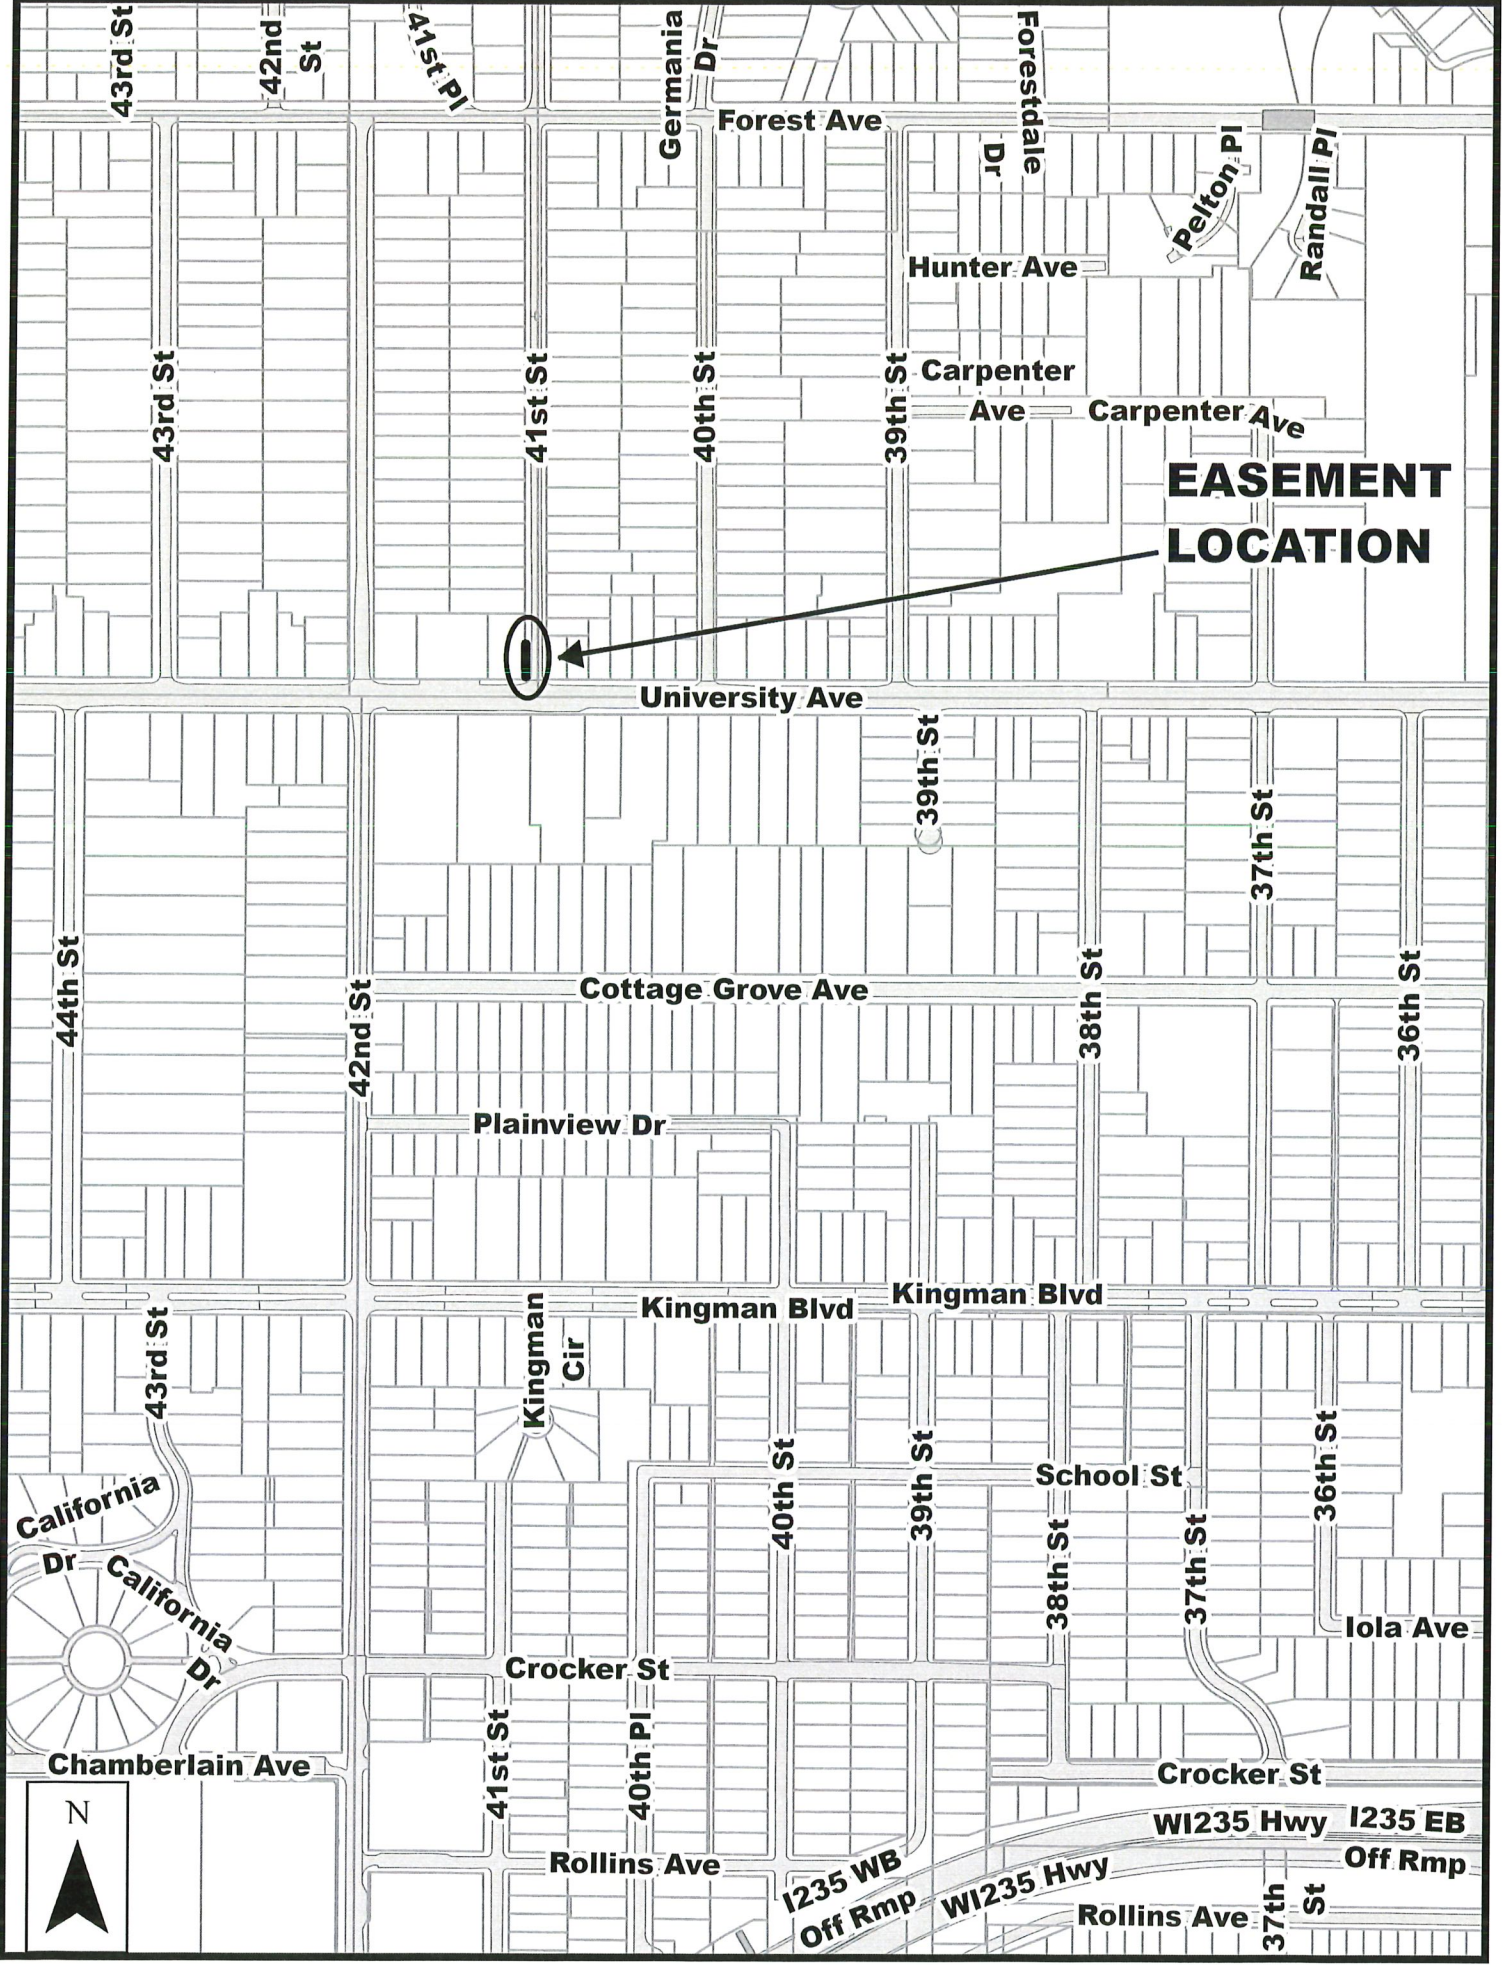 43rd St
42nd
St
41st Pl
Germania
Dr
Forestdale
Dr
Forest Ave
Pelton Pl
Randall Pl
Hunter Ave
43rd St
41st St
40th St
39th St
Carpenter
Ave
Carpenter Ave
EASEMENT
LOCATION
University Ave
39th St
37th St
44th St
42nd St
Cottage Grove Ave
38th St
36th St
Plainview Dr
Kingman Blvd
Kingman Blvd
43rd St
Kingman
Cir
40th St
39th St
School St
36th St
California
Dr
California
Dr
38th St
37th St
Iola Ave
Crocker St
41st St
40th Pl
Chamberlain Ave
Crocker St
N
WI235 Hwy
I235 EB
Off Rmp
Rollins Ave
I235 WB
Off Rmp
WI235 Hwy
Rollins Ave
37th
St